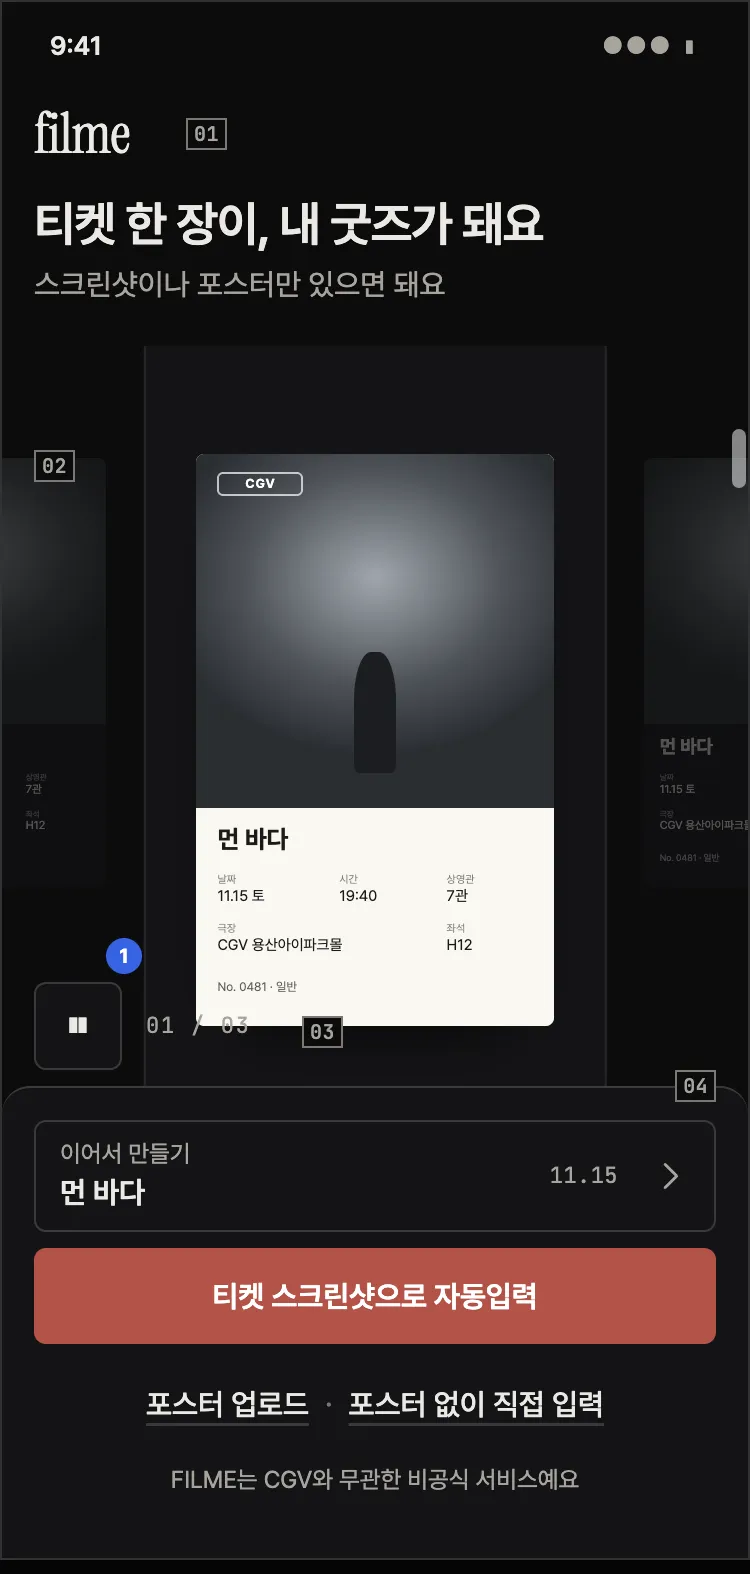 9:41
filme
01
티켓 한 장이, 내 굿즈가 돼요
스크린샷이나 포스터만 있으면 돼요
02
CGV
상영관
7관
좌석
H12
먼 바다
날짜
11.15 토
시간
19:40
상영관
7관
극장
CGV 용산아이파크몰
좌석
H12
No. 0481 · 일반
먼 바다
날짜
11.15 토
극장
CGV 용산아이파크몰
No. 0481 · 일반
1
01 / 03
03
04
이어서 만들기
먼 바다
11.15
티켓 스크린샷으로 자동입력
포스터 업로드 · 포스터 없이 직접 입력
FILME는 CGV와 무관한 비공식 서비스예요